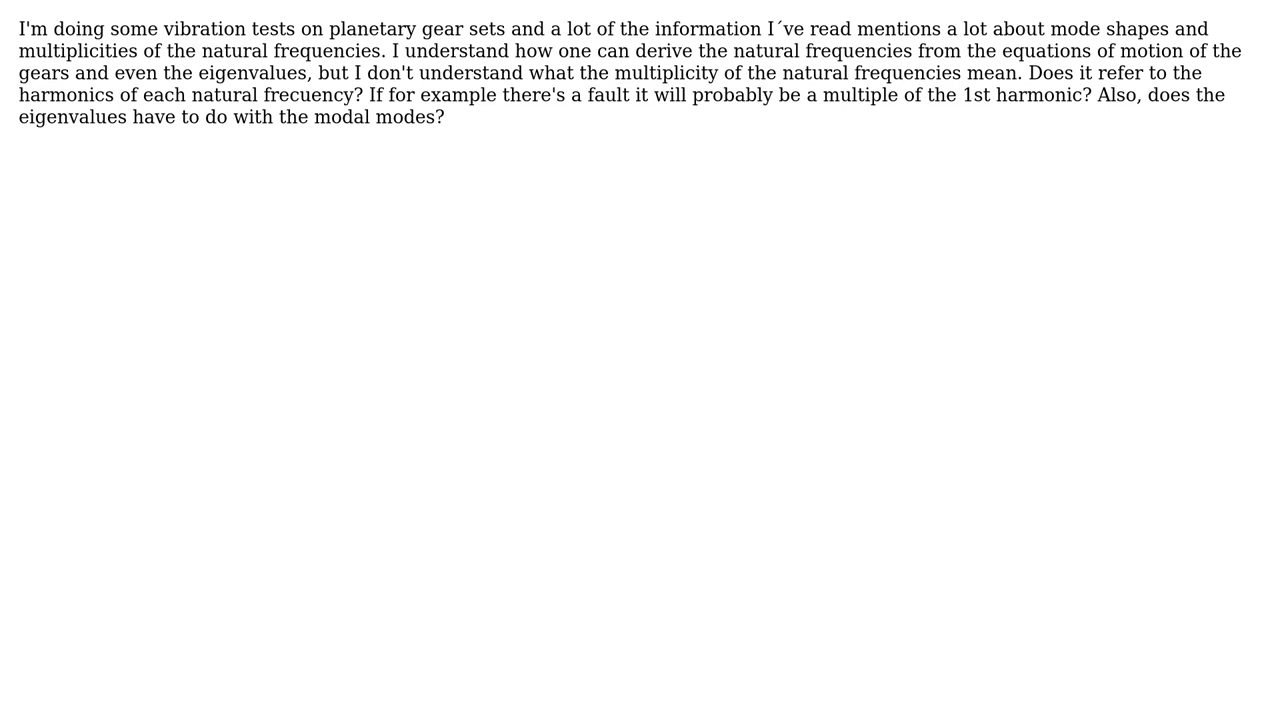 I'm doing some vibration tests on planetary gear sets and a lot of the information I´ve read mentions a lot about mode shapes and
multiplicities of the natural frequencies. I understand how one can derive the natural frequencies from the equations of motion of the
gears and even the eigenvalues, but I don't understand what the multiplicity of the natural frequencies mean. Does it refer to the
harmonics of each natural frecuency? If for example there's a fault it will probably be a multiple of the 1st harmonic? Also, does the
eigenvalues have to do with the modal modes?